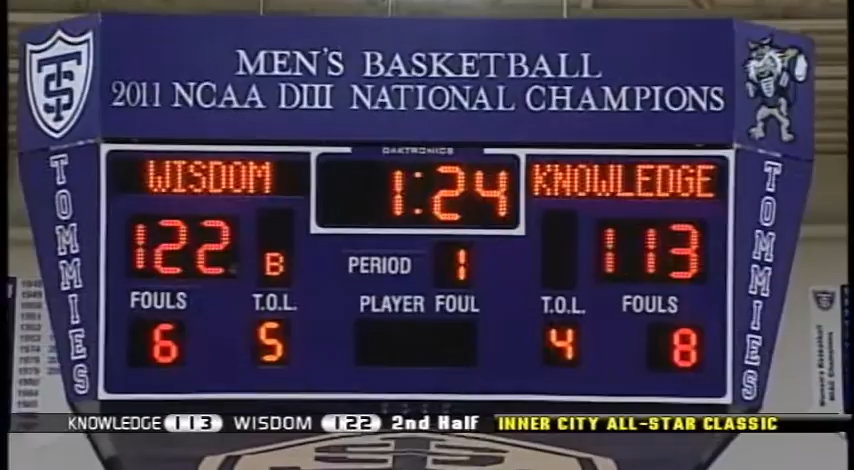 MEN'S BASKETBALL
2011 NCAA DIII NATIONAL CHAMPIONS
DAKTRONICS
WISDOM 1:24 KNOWLEDGE
122 B PERIOD 1 113
FOULS T.O.L. PLAYER FOUL T.O.L. FOULS
6 5 4 8
TOMMIES
TOMMIES
KNOWLEDGE 113 WISDOM 122 2nd Half INNER CITY ALL-STAR CLASSIC